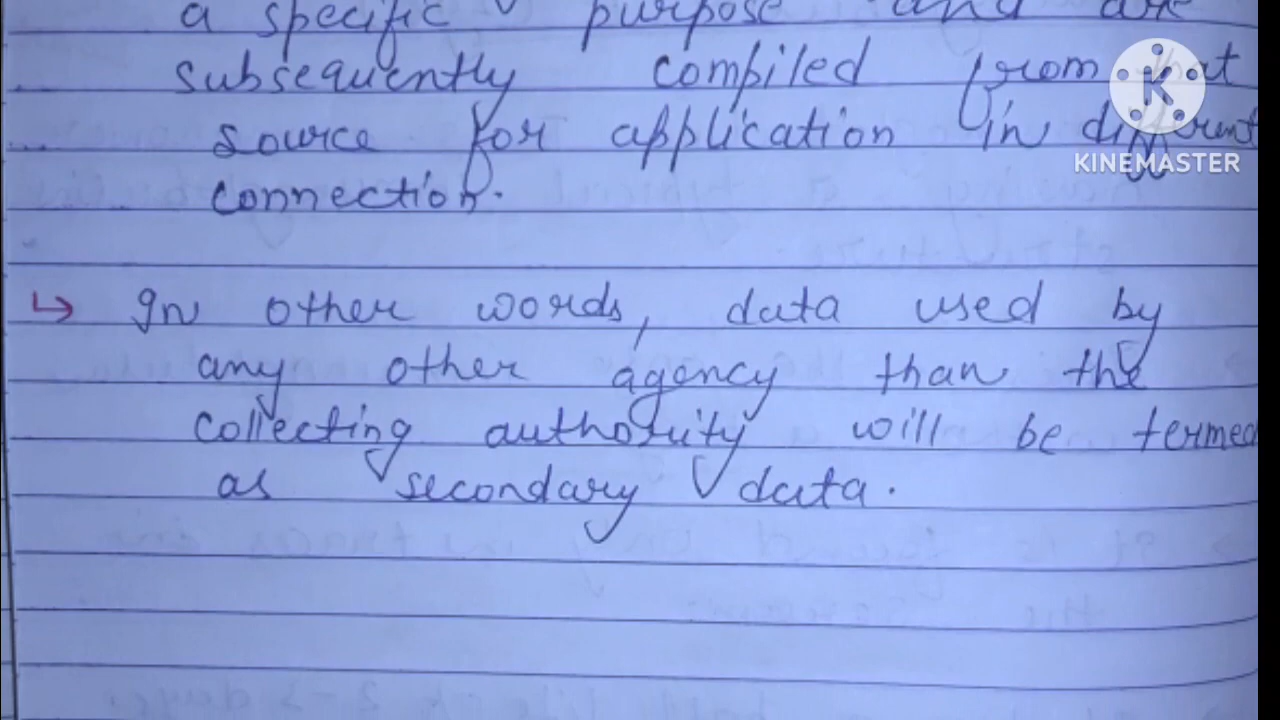 a specific purpose and are
subsequently compiled from that
source for application in different
connection.
↳ In other words, data used by
any other agency than the
collecting authority will be termed
as secondary data.
KINEMASTER